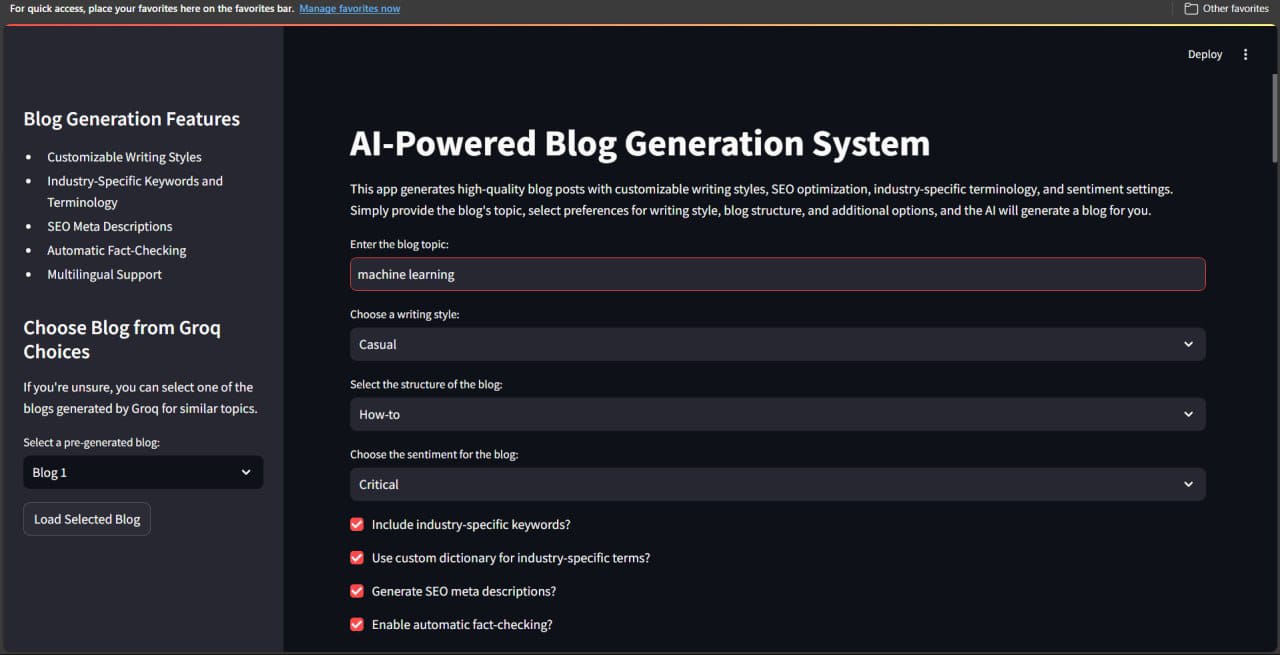 For quick access, place your favorites here on the favorites bar. Manage favorites now
Other favorites
Deploy
Blog Generation Features
Customizable Writing Styles
Industry-Specific Keywords and
Terminology
SEO Meta Descriptions
Automatic Fact-Checking
Multilingual Support
Choose Blog from Groq
Choices
If you're unsure, you can select one of the
blogs generated by Groq for similar topics.
Select a pre-generated blog:
Blog 1
Load Selected Blog
AI-Powered Blog Generation System
This app generates high-quality blog posts with customizable writing styles, SEO optimization, industry-specific terminology, and sentiment settings.
Simply provide the blog's topic, select preferences for writing style, blog structure, and additional options, and the AI will generate a blog for you.
Enter the blog topic:
machine learning
Choose a writing style:
Casual
Select the structure of the blog:
How-to
Choose the sentiment for the blog:
Critical
Include industry-specific keywords?
Use custom dictionary for industry-specific terms?
Generate SEO meta descriptions?
Enable automatic fact-checking?